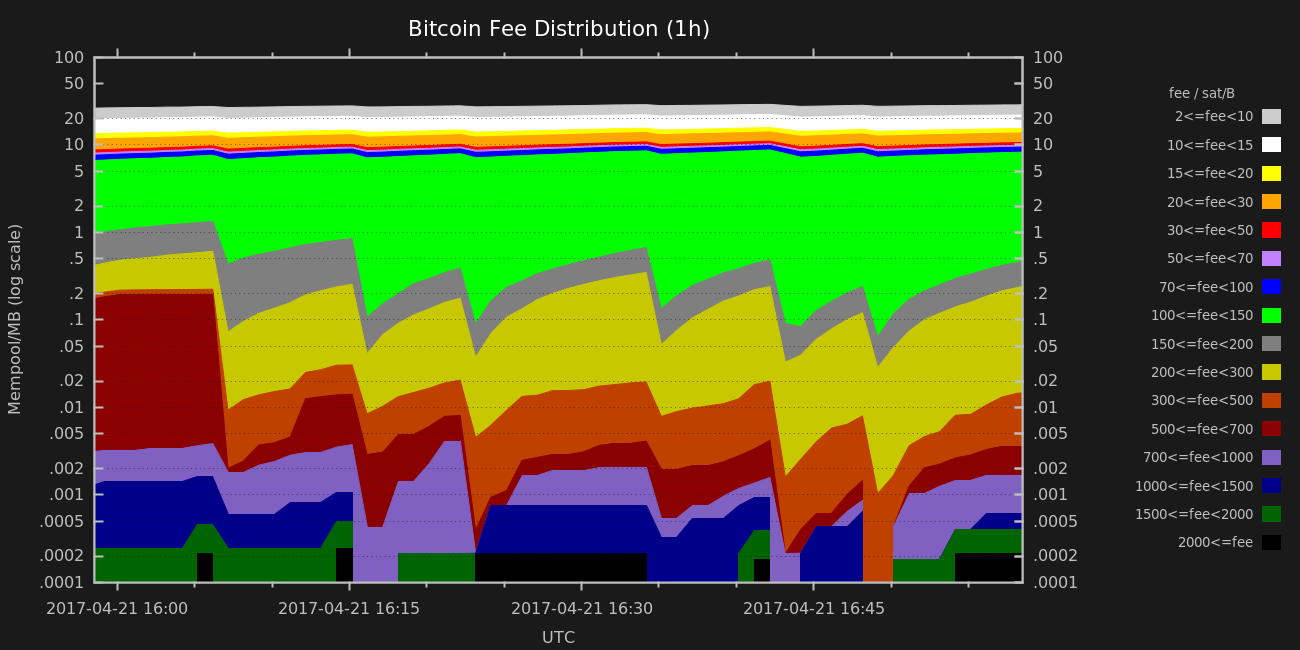 Bitcoin Fee Distribution (1h)
100
50
20
10
5
2
1
.5
.2
.1
.05
.02
.01
.005
.002
.001
.0005
.0002
.0001
Mempool/MB (log scale)
100
50
20
10
5
2
1
.5
.2
.1
.05
.02
.01
.005
.002
.001
.0005
.0002
.0001
2017-04-21 16:00
2017-04-21 16:15
2017-04-21 16:30
2017-04-21 16:45
UTC
fee / sat/B
2<=fee<10
10<=fee<15
15<=fee<20
20<=fee<30
30<=fee<50
50<=fee<70
70<=fee<100
100<=fee<150
150<=fee<200
200<=fee<300
300<=fee<500
500<=fee<700
700<=fee<1000
1000<=fee<1500
1500<=fee<2000
2000<=fee